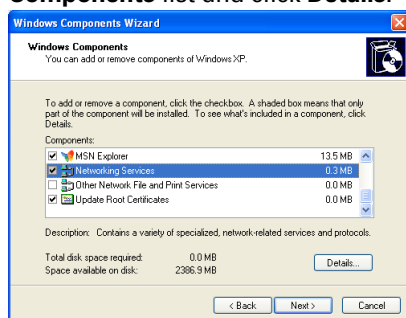 Components list and click Details.
Windows Components Wizard
Windows Components
You can add or remove components of Windows XP.
To add or remove a component, click the checkbox. A shaded box means that only
part of the component will be installed. To see what's included in a component, click
Details.
Components:
MSN Explorer 13.5 MB
Networking Services 0.3 MB
Other Network File and Print Services 0.0 MB
Update Root Certificates 0.0 MB
Description: Contains a variety of specialized, network-related services and protocols.
Total disk space required: 0.0 MB
Space available on disk: 2386.9 MB
Details...
< Back Next > Cancel